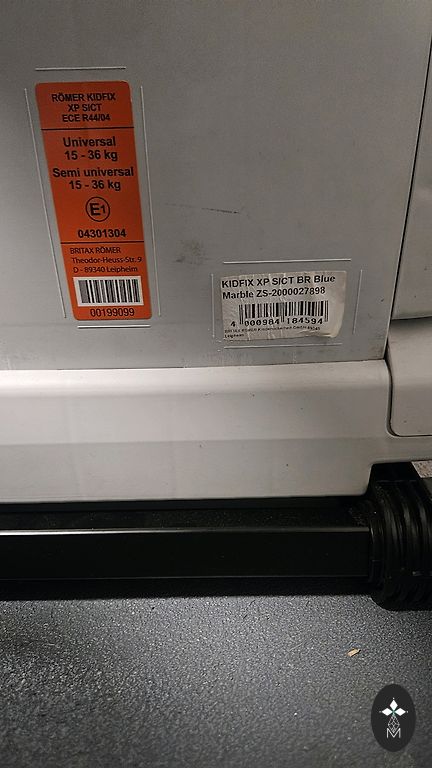 RÖMER KIDFIX
XP SICT
ECE R44/04
Universal
15 - 36 kg
Semi universal
15 - 36 kg
E1
04301304
BRITAX RÖMER
Theodor-Heuss-Str. 9
D - 89340 Leipheim
00199099
KIDFIX XP SICT BR Blue
Marble ZS-2000027898
4 000984 184594
Leipheim
M